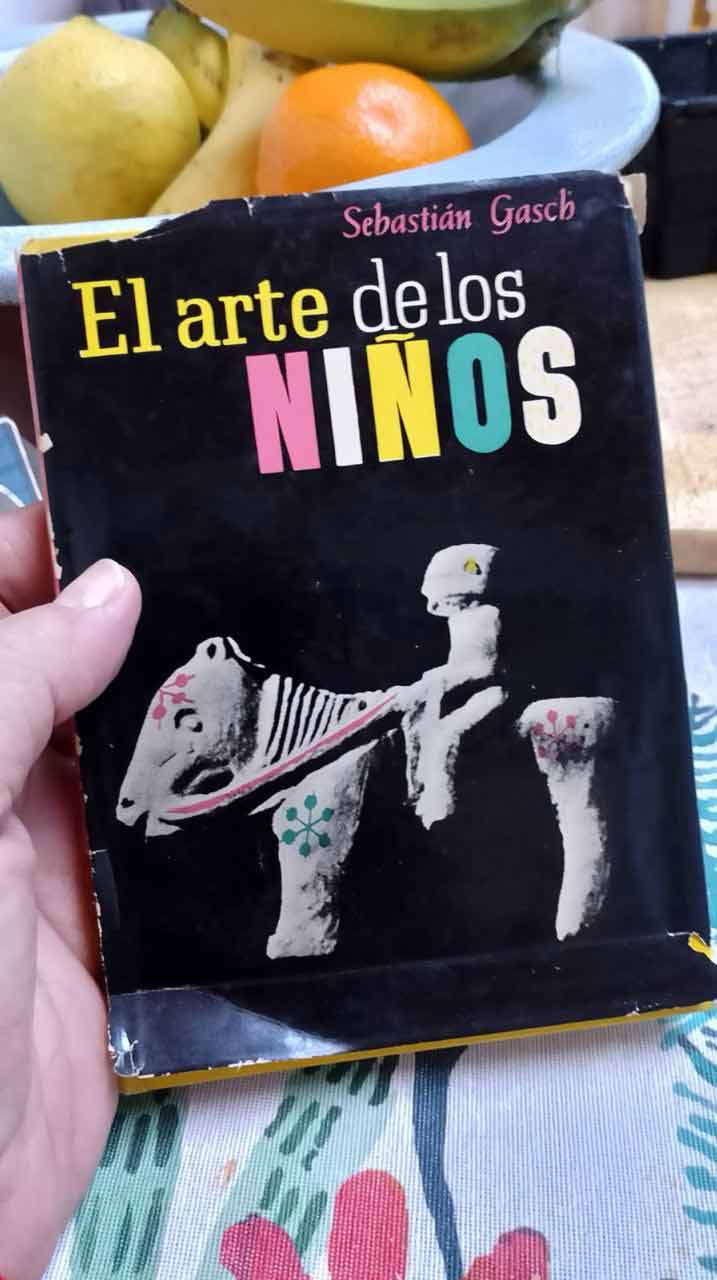 Sebastián Gasch
El arte de los
NIÑOS